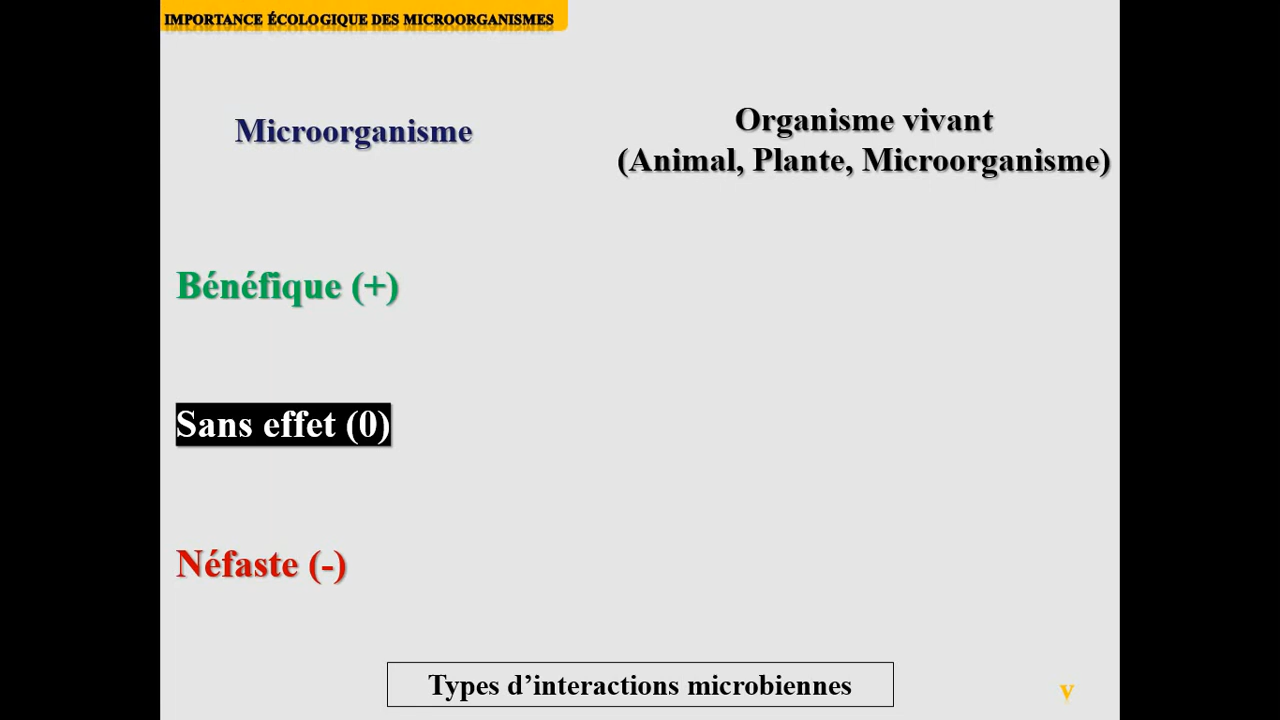 IMPORTANCE ÉCOLOGIQUE DES MICROORGANISMES
Microorganisme
Organisme vivant
(Animal, Plante, Microorganisme)
Bénéfique (+)
Sans effet (0)
Néfaste (-)
Types d’interactions microbiennes
v